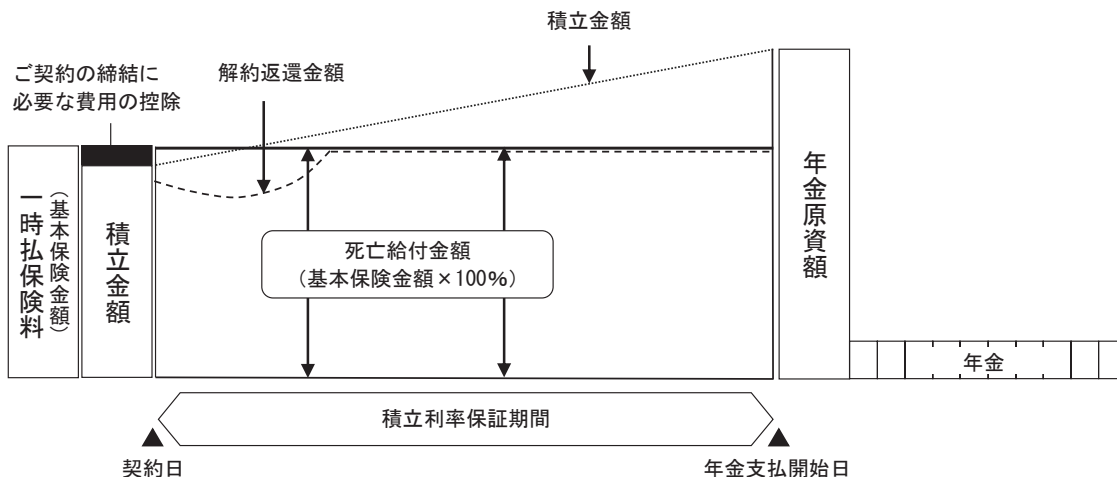 積立金額
ご契約の締結に
必要な費用の控除
解約返還金額
一時払保険料
（基本保険金額）
積立金額
死亡給付金額
（基本保険金額×100％）
年金原資額
年金
積立利率保証期間
契約日
年金支払開始日